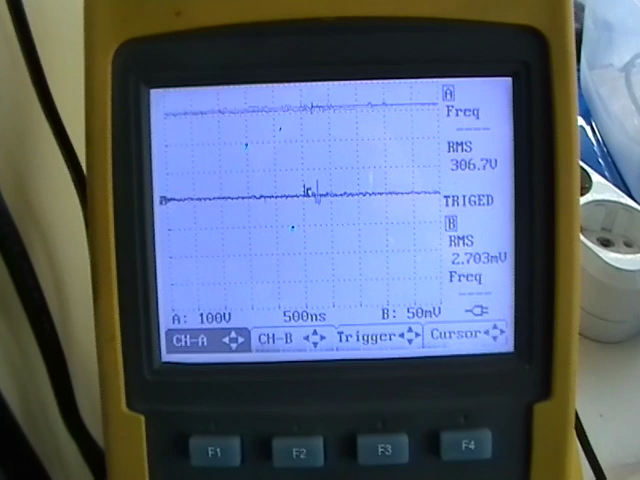 A
Freq
RMS
306.7V
TRIGED
B
RMS
2.703mV
Freq
A: 100V 500ns B: 50mV
CH-A CH-B Trigger Cursor
F1 F2 F3 F4